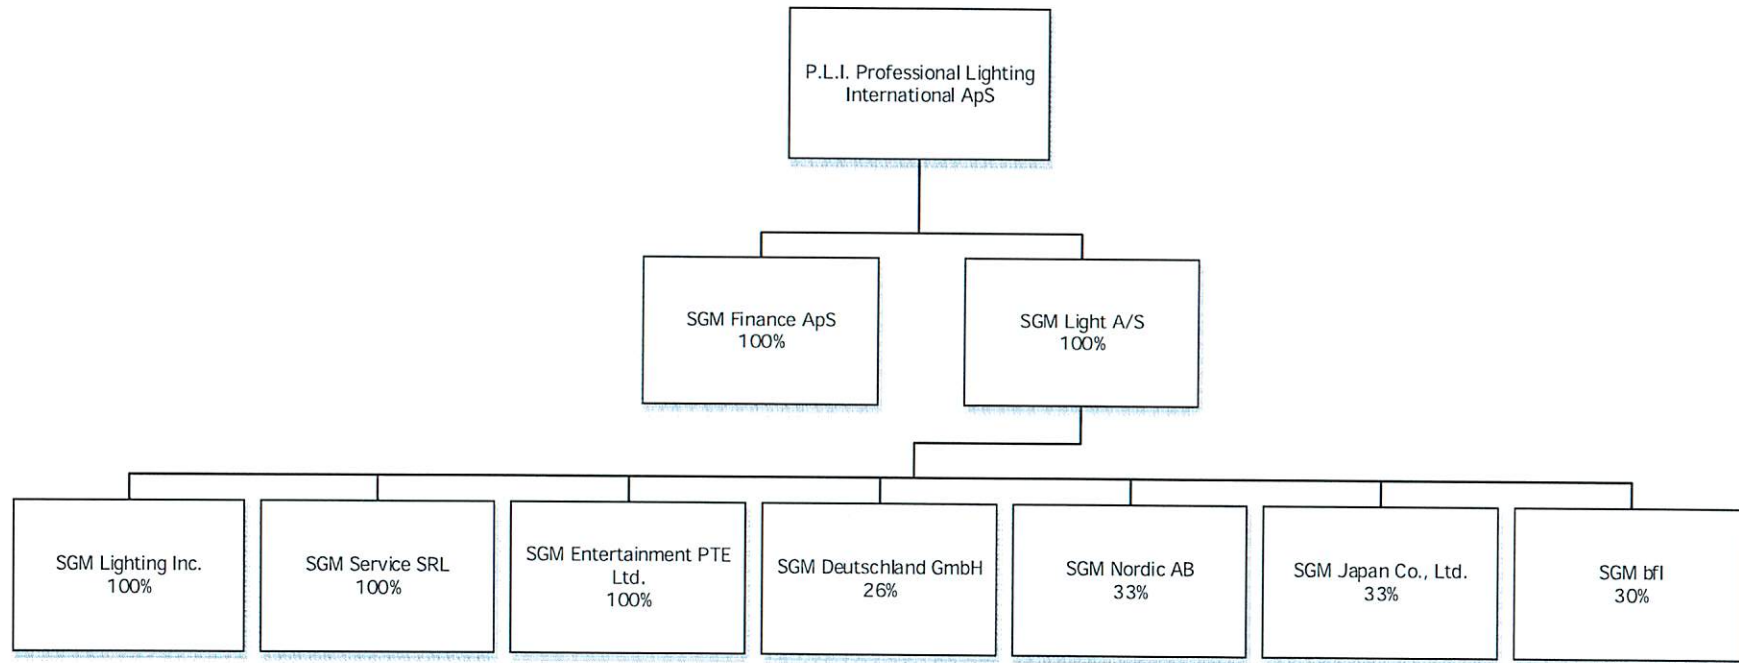 P.L.I. Professional Lighting
International ApS
SGM Finance ApS
100%
SGM Light A/S
100%
SGM Lighting Inc.
100%
SGM Service SRL
100%
SGM Entertainment PTE
Ltd.
100%
SGM Deutschland GmbH
26%
SGM Nordic AB
33%
SGM Japan Co., Ltd.
33%
SGM bfl
30%